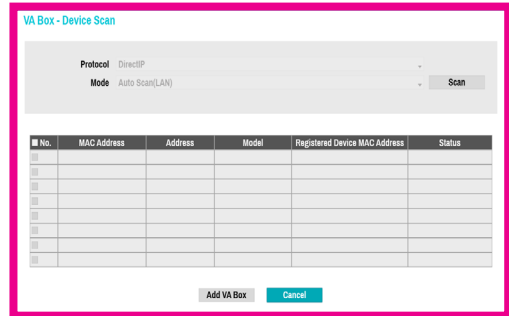 VA Box - Device Scan
Protocol DirectIP
Mode Auto Scan(LAN) Scan
No. MAC Address Address Model Registered Device MAC Address Status
Add VA Box Cancel